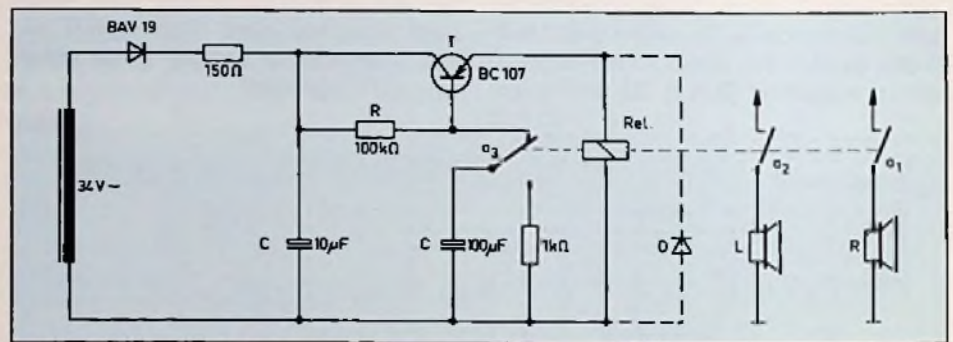 BAV 19
150Ω
T
BC 107
R
100kΩ
a3
Rel.
a2
a1
34V~
C
10µF
C
100µF
1kΩ
D
L
R